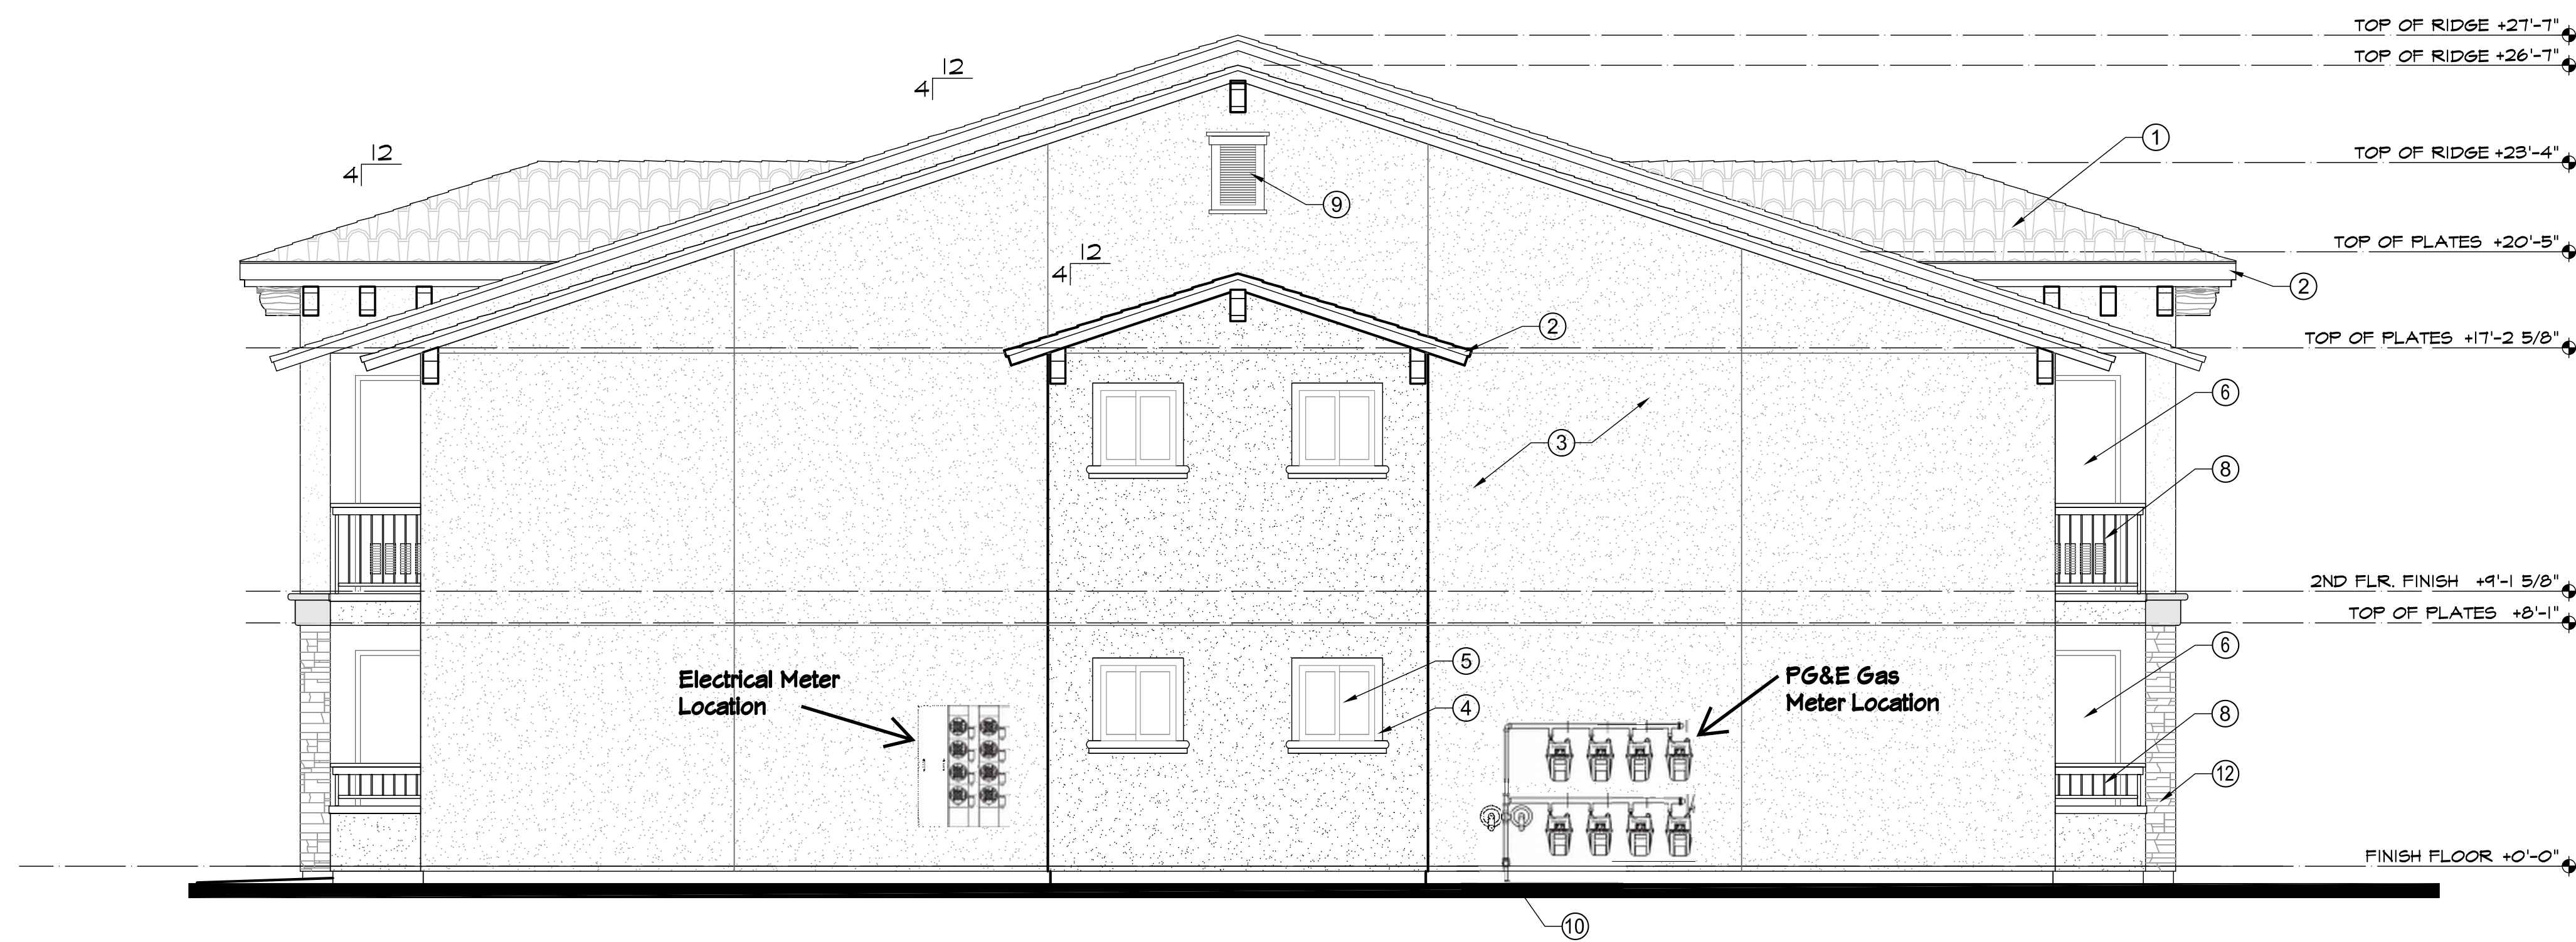 TOP OF RIDGE +27'-7"
TOP OF RIDGE +26'-7"
12
4
1
12
4
TOP OF RIDGE +23'-4"
9
TOP OF PLATES +20'-5"
12
4
2
2
TOP OF PLATES +17'-2 5/8"
6
3
8
2ND FLR. FINISH +9'-1 5/8"
TOP OF PLATES +8'-1"
6
5
Electrical Meter
Location
PG&E Gas
Meter Location
4
8
12
FINISH FLOOR +0'-0"
10